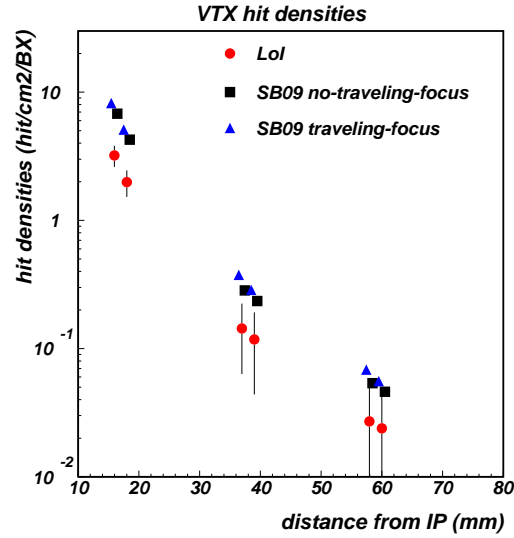 VTX hit densities
hit densities (hit/cm2/BX)
LoI
SB09 no-traveling-focus
SB09 traveling-focus
10
1
10 -1
10 -2
10 20 30 40 50 60 70 80
distance from IP (mm)